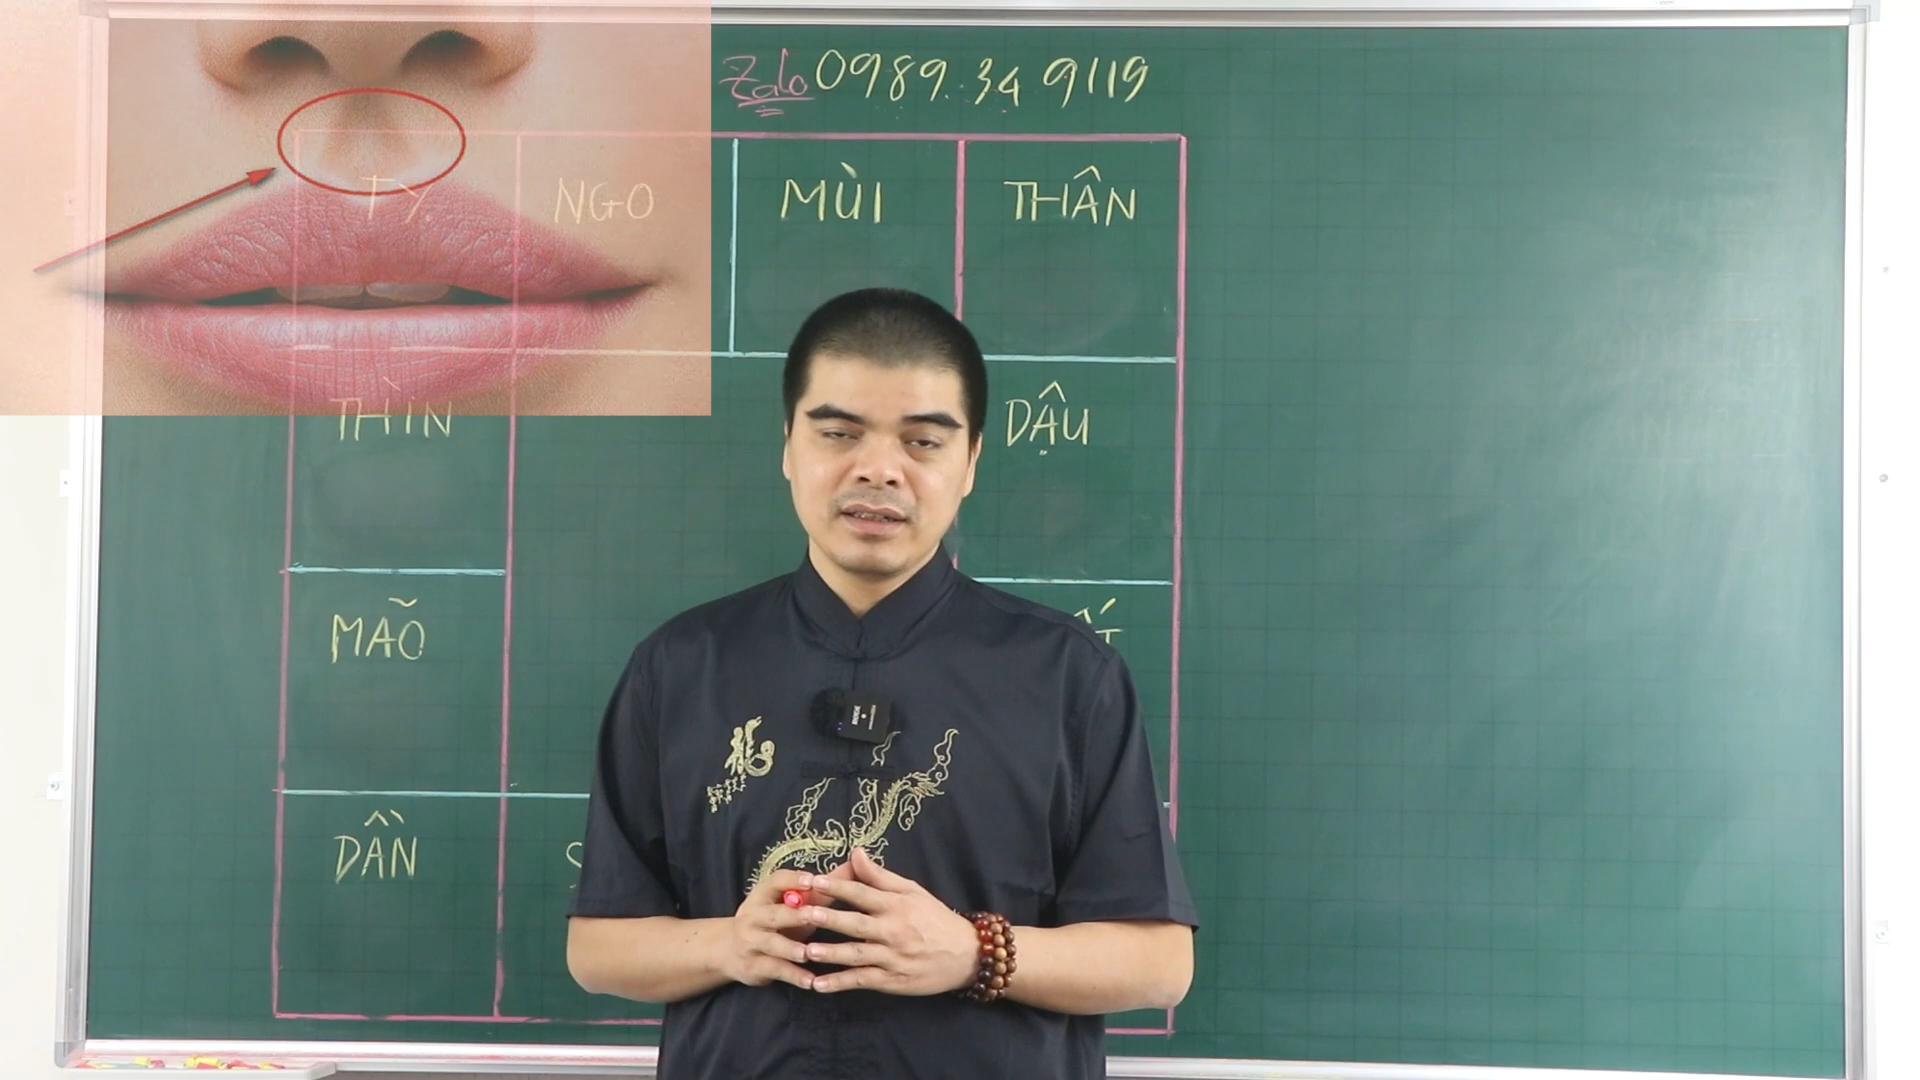 Zalo 0989.34 9119
TỴ NGO MÙI THÂN
THÌN DẬU
MÃO
DẦN